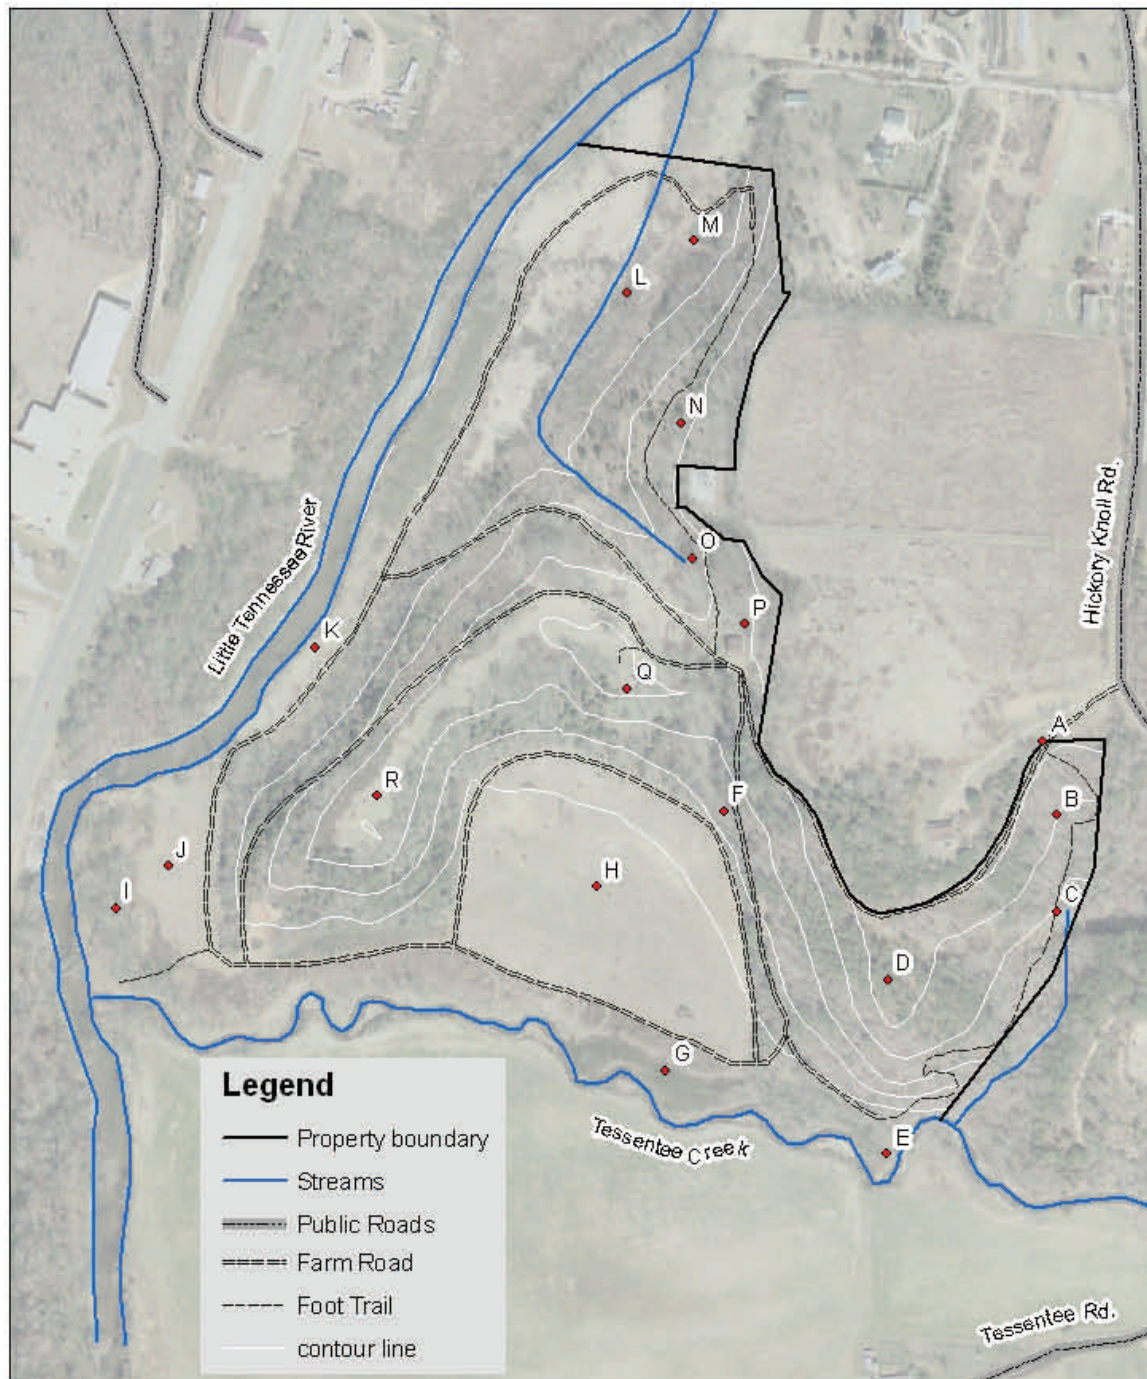 M
L
N
O
P
Little Tennessee River
K
Q
Hickory Knoll Rd.
A
R
F
B
J
H
I
C
D
G
E
Tessentee Creek
Tessentee Rd.
Legend
Property boundary
Streams
Public Roads
Farm Road
Foot Trail
contour line